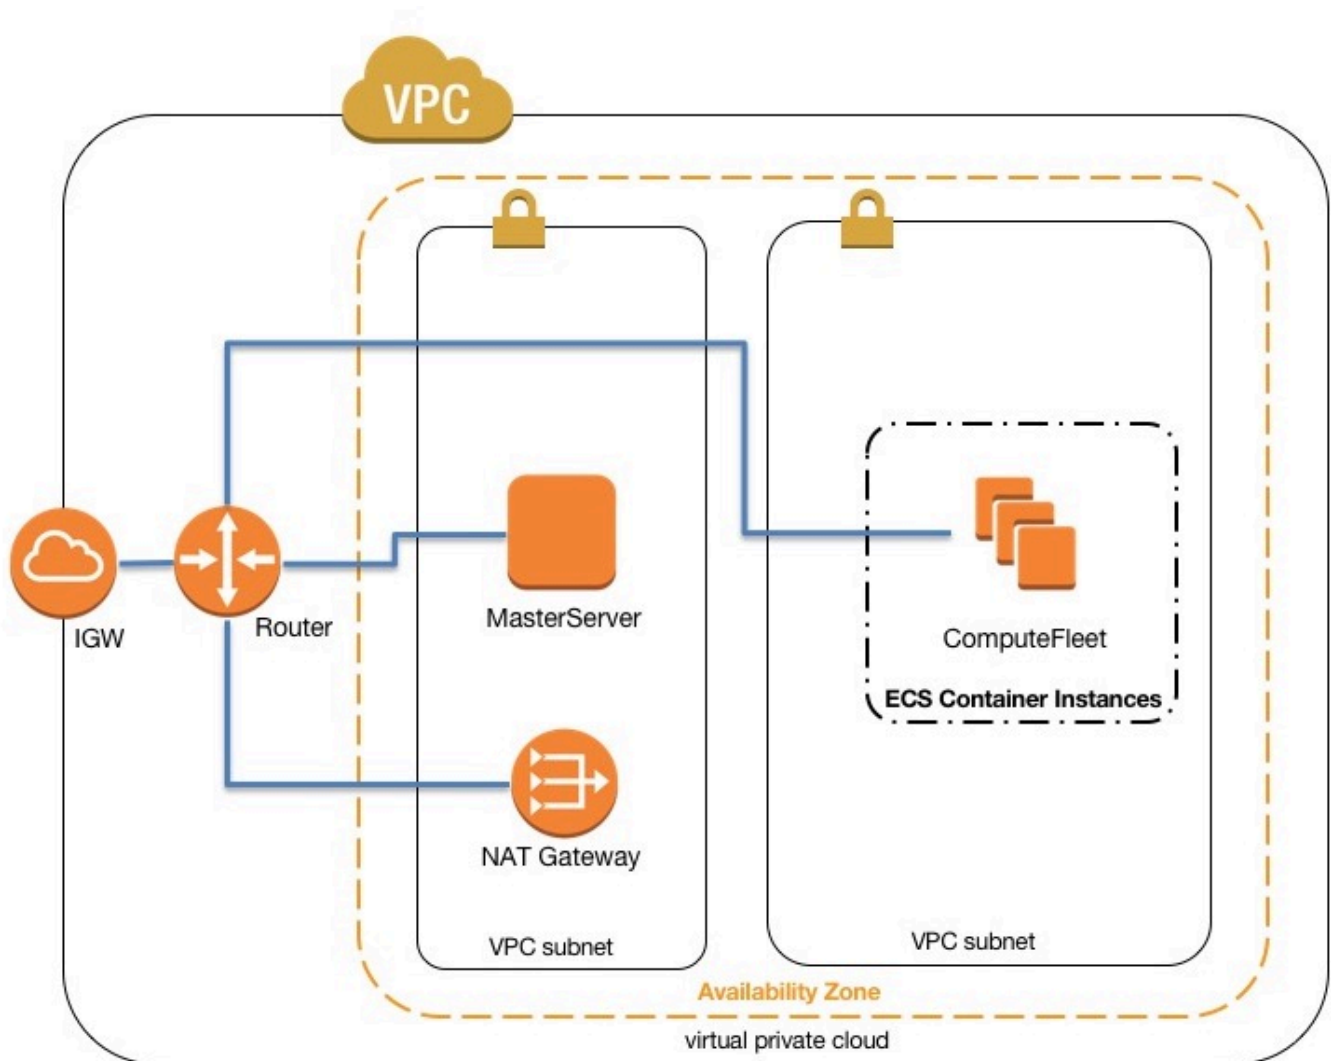 VPC
IGW
Router
MasterServer
NAT Gateway
VPC subnet
ComputeFleet
ECS Container Instances
VPC subnet
Availability Zone
virtual private cloud